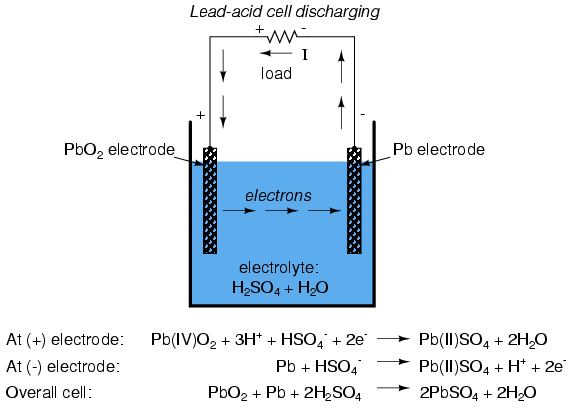 Lead-acid cell discharging
+ -
I
load
+ -
PbO₂ electrode
Pb electrode
electrons
electrolyte:
H₂SO₄ + H₂O
At (+) electrode: Pb(IV)O₂ + 3H⁺ + HSO₄⁻ + 2e⁻ → Pb(II)SO₄ + 2H₂O
At (-) electrode: Pb + HSO₄⁻ → Pb(II)SO₄ + H⁺ + 2e⁻
Overall cell: PbO₂ + Pb + 2H₂SO₄ → 2PbSO₄ + 2H₂O